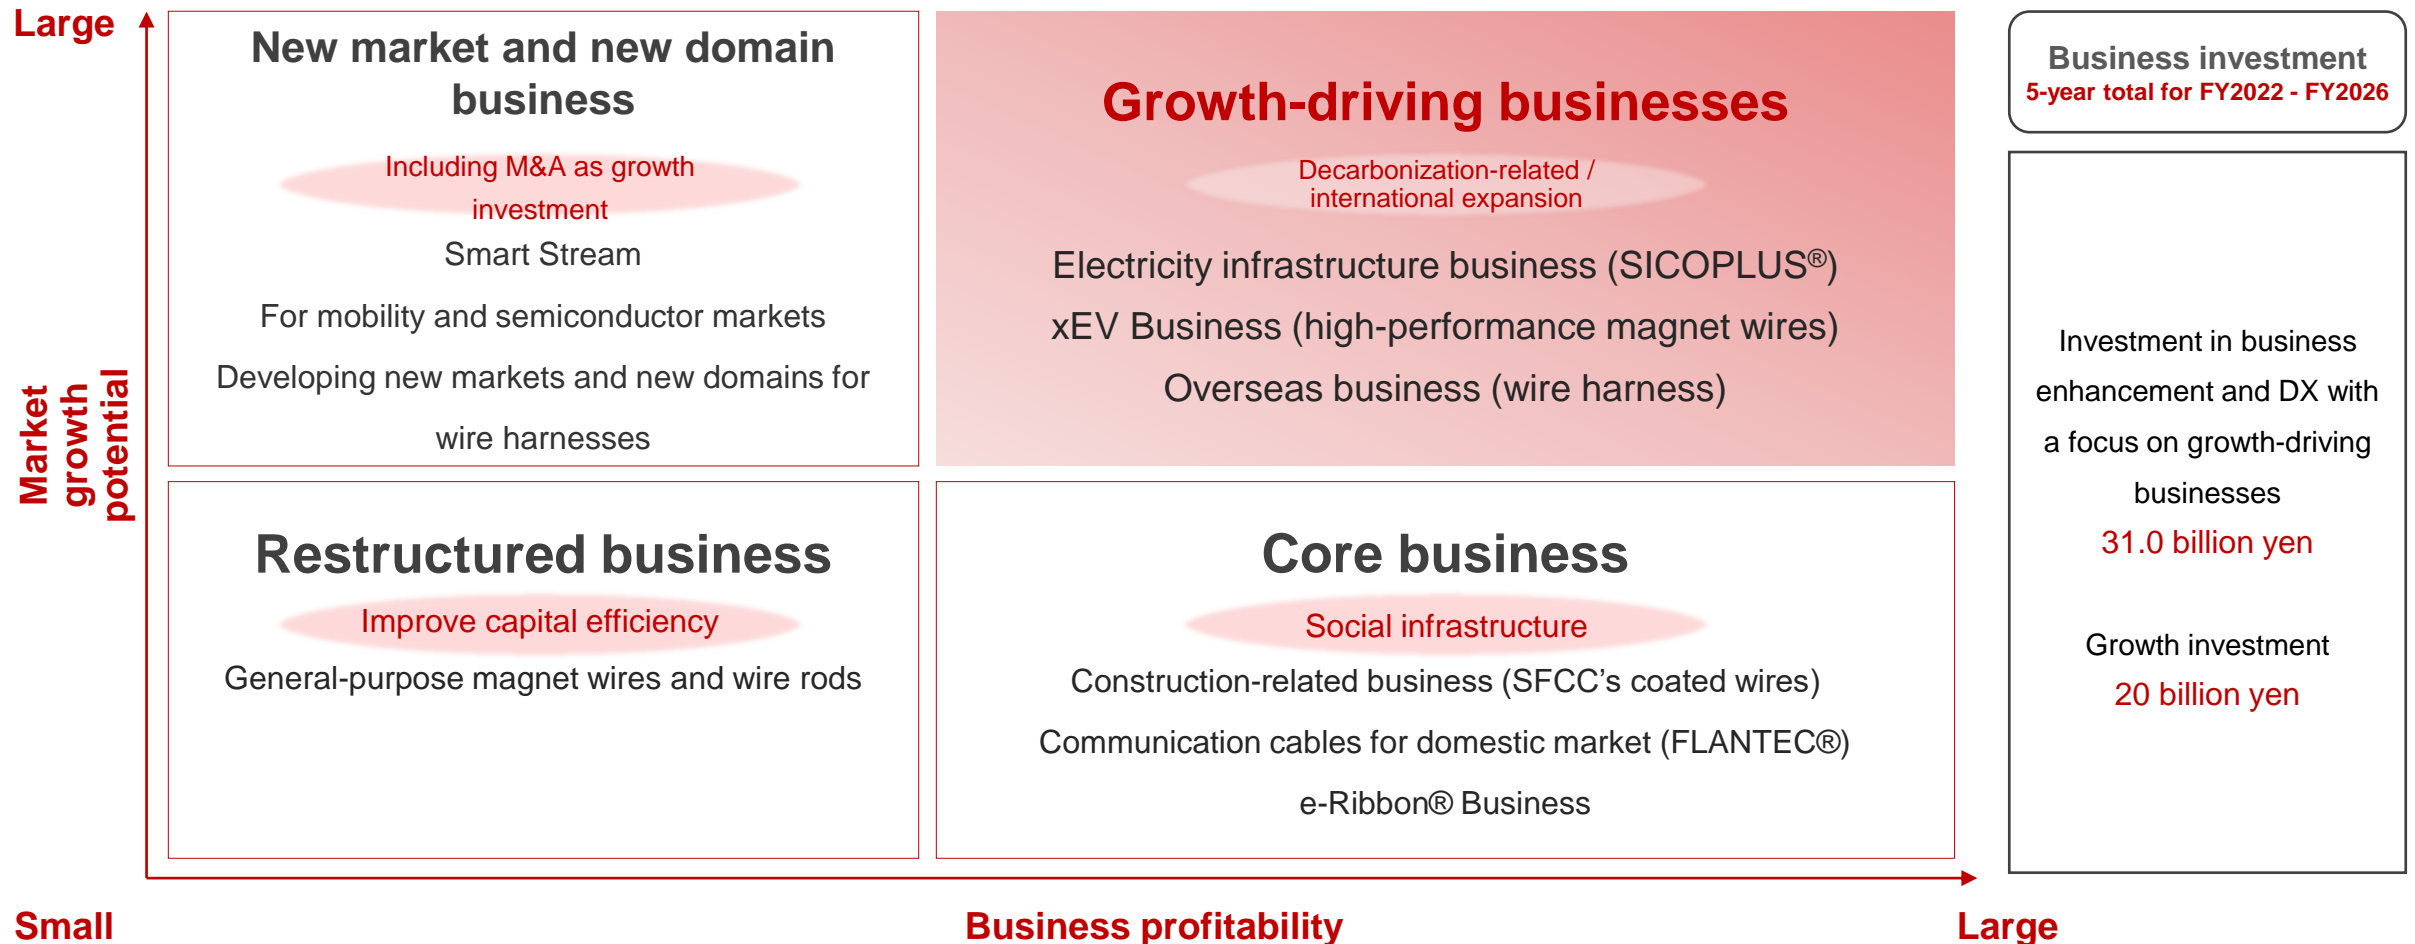 Large
New market and new domain
business
Including M&A as growth
investment
Smart Stream
For mobility and semiconductor markets
Developing new markets and new domains for
wire harnesses
Growth-driving businesses
Decarbonization-related /
international expansion
Electricity infrastructure business (SICOPLUS®)
xEV Business (high-performance magnet wires)
Overseas business (wire harness)
Market
growth
potential
Restructured business
Improve capital efficiency
General-purpose magnet wires and wire rods
Core business
Social infrastructure
Construction-related business (SFCC’s coated wires)
Communication cables for domestic market (FLANTEC®)
e-Ribbon® Business
Small
Business profitability
Large
Business investment
5-year total for FY2022 - FY2026
Investment in business
enhancement and DX with
a focus on growth-driving
businesses
31.0 billion yen
Growth investment
20 billion yen